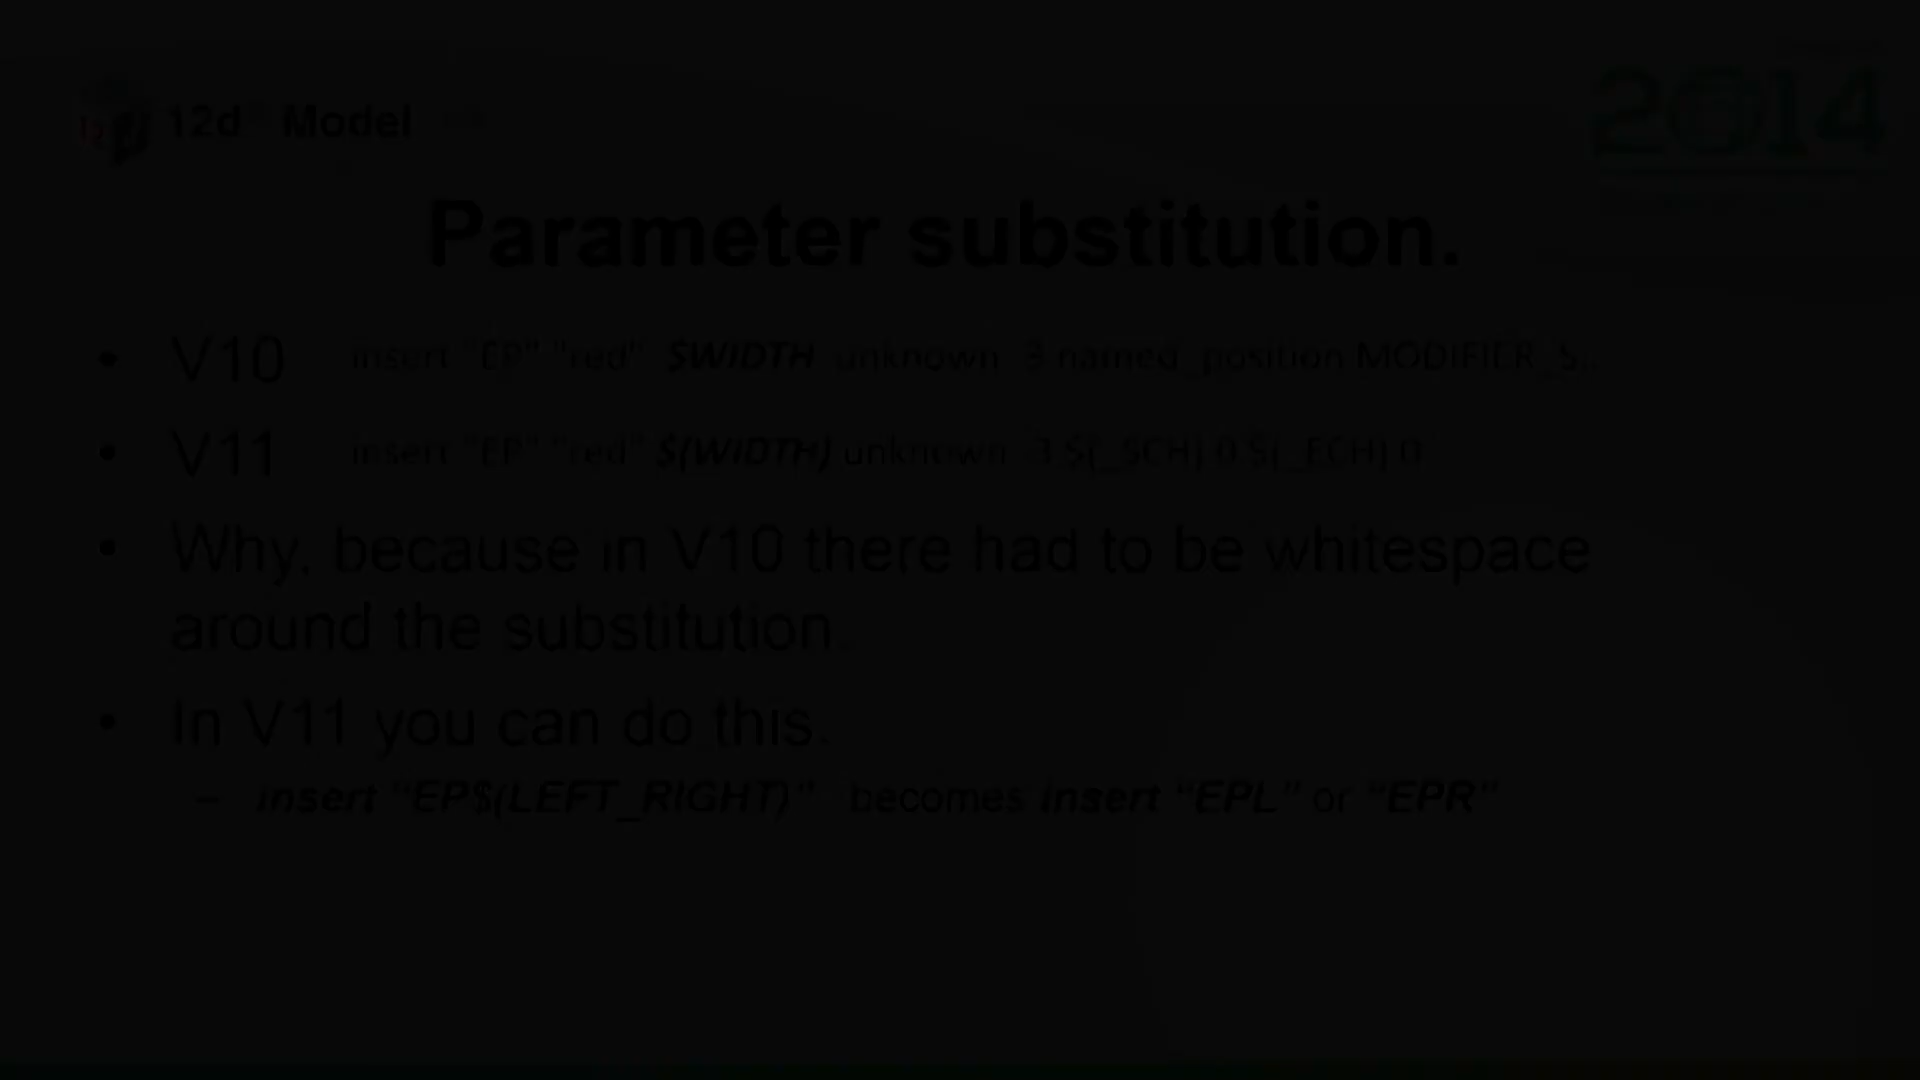 12d Model
2014
Parameter substitution.
• V10 insert "EP" "red" $WIDTH unknown 3 named_position MODIFIER_S..
• V11 insert "EP" "red" $(WIDTH) unknown 3 $(_SCH) 0 $(_ECH) 0
• Why, because in V10 there had to be whitespace
around the substitution.
• In V11 you can do this.
– insert "EP$(LEFT_RIGHT)" becomes insert "EPL" or "EPR"